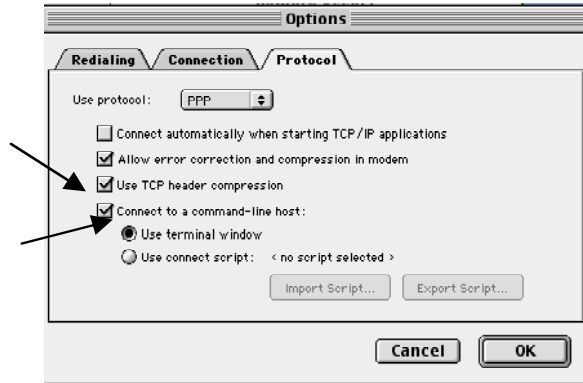 Options
Redialing Connection Protocol
Use protocol: PPP
Connect automatically when starting TCP/IP applications
Allow error correction and compression in modem
Use TCP header compression
Connect to a command-line host:
Use terminal window
Use connect script: < no script selected >
Import Script... Export Script...
Cancel OK